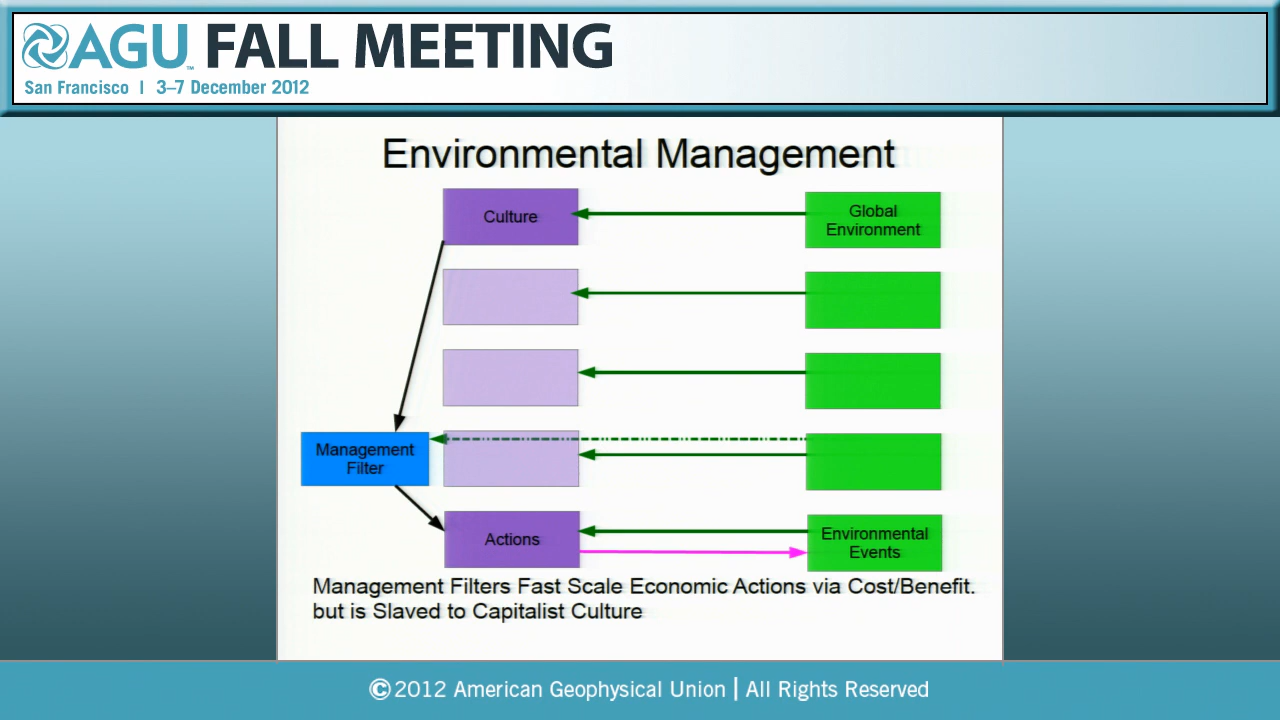 AGU™ FALL MEETING
San Francisco | 3–7 December 2012
Environmental Management
Culture
Global
Environment
Management
Filter
Actions
Environmental
Events
Management Filters Fast Scale Economic Actions via Cost/Benefit.
but is Slaved to Capitalist Culture
©2012 American Geophysical Union | All Rights Reserved